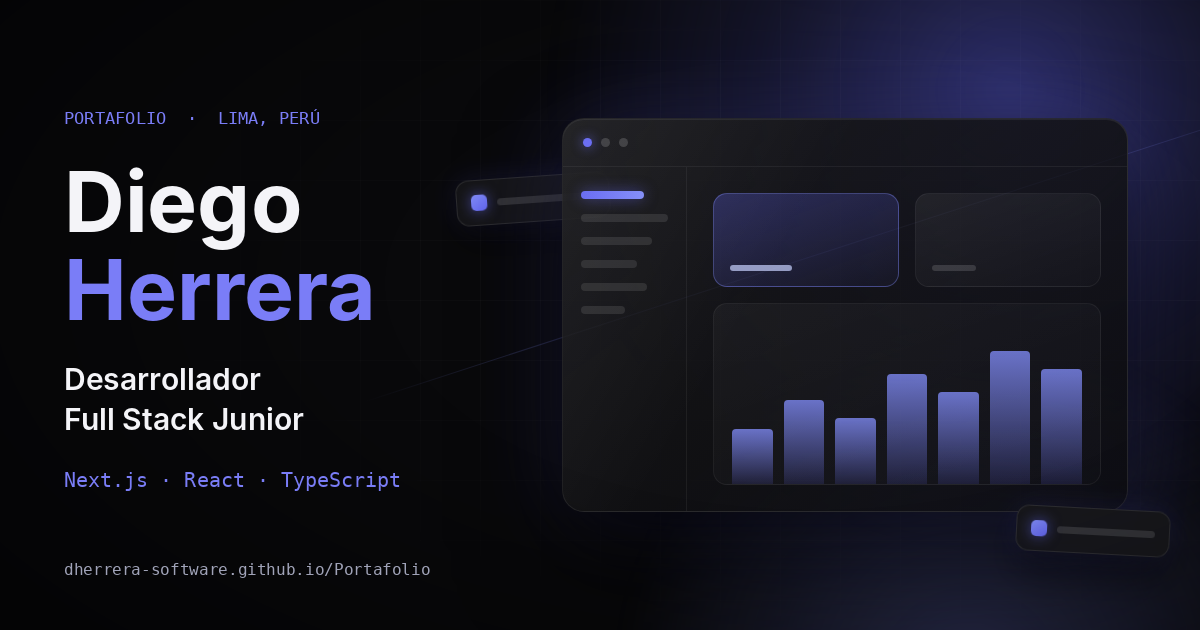 PORTAFOLIO · LIMA, PERÚ
Diego
Herrera
Desarrollador
Full Stack Junior
Next.js · React · TypeScript
dherrera-software.github.io/Portafolio